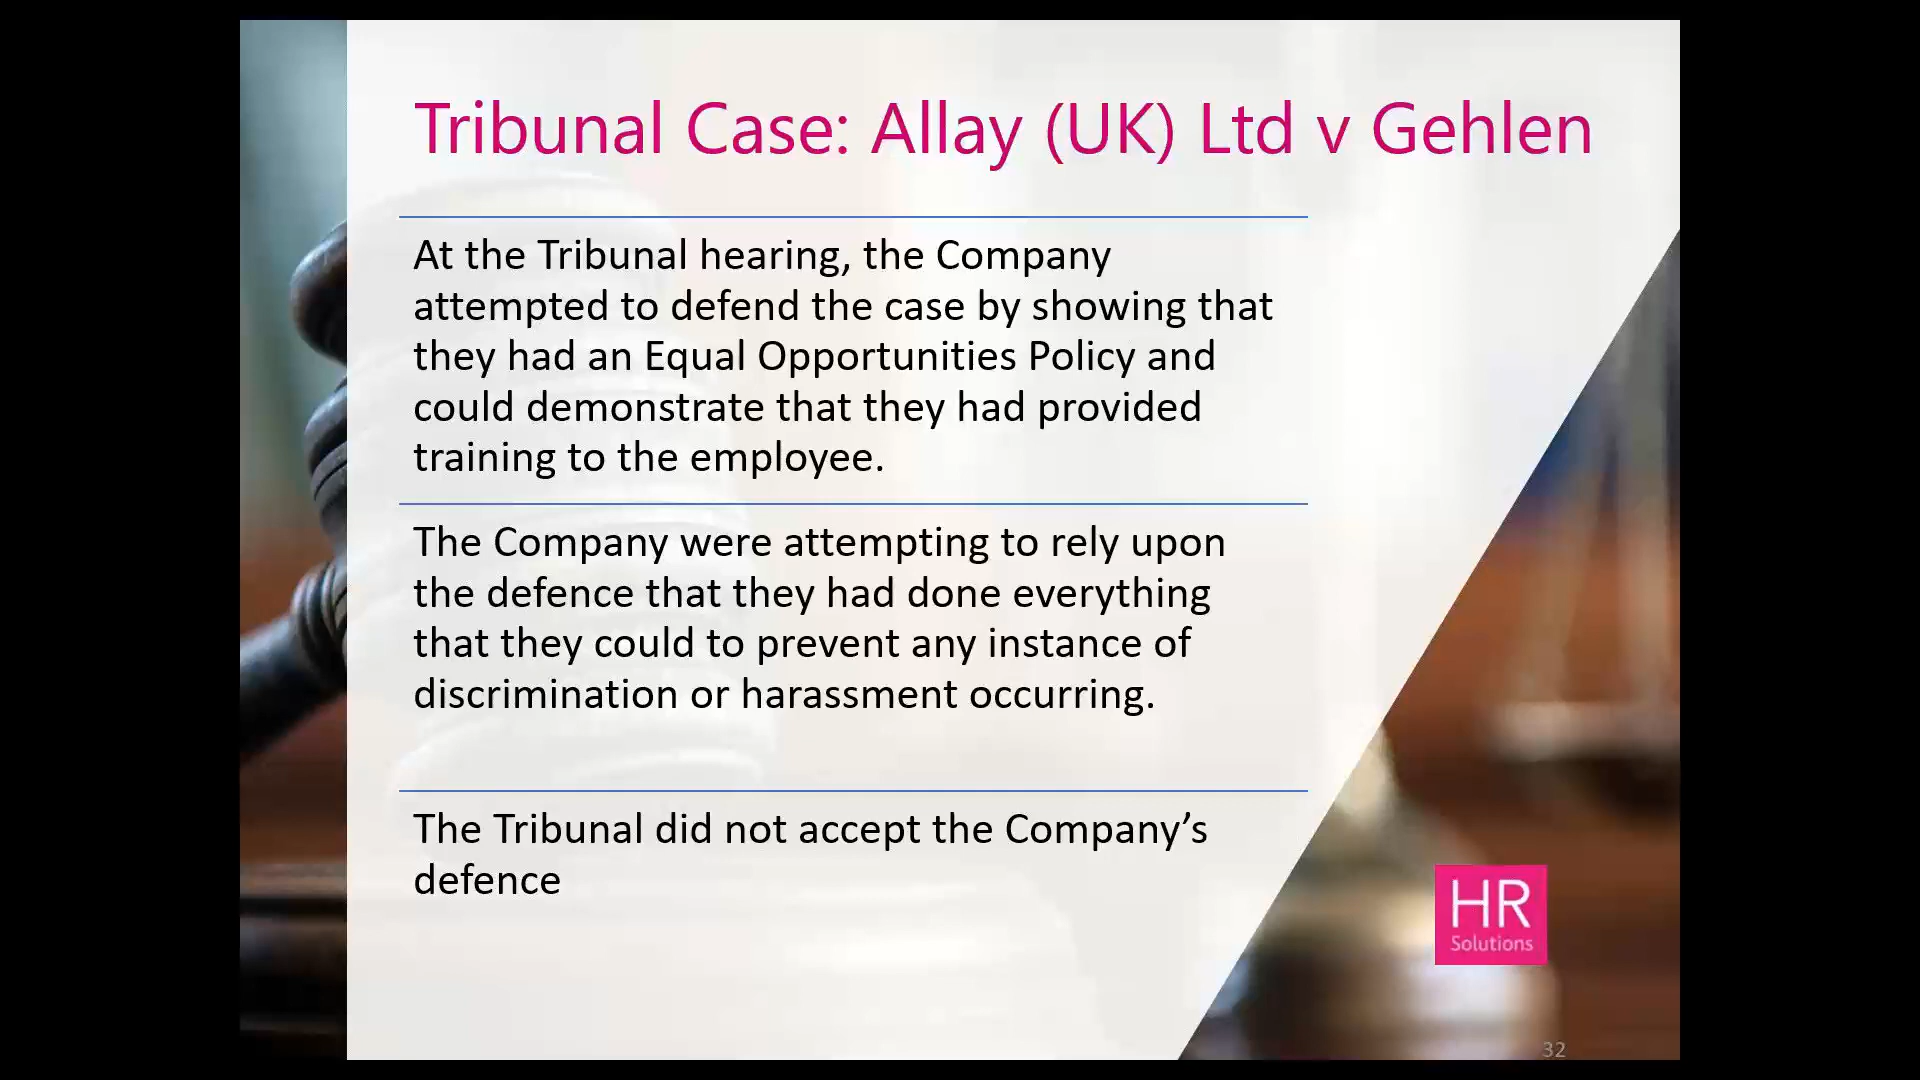 Tribunal Case: Allay (UK) Ltd v Gehlen
At the Tribunal hearing, the Company
attempted to defend the case by showing that
they had an Equal Opportunities Policy and
could demonstrate that they had provided
training to the employee.
The Company were attempting to rely upon
the defence that they had done everything
that they could to prevent any instance of
discrimination or harassment occurring.
The Tribunal did not accept the Company’s
defence
HR
Solutions
32